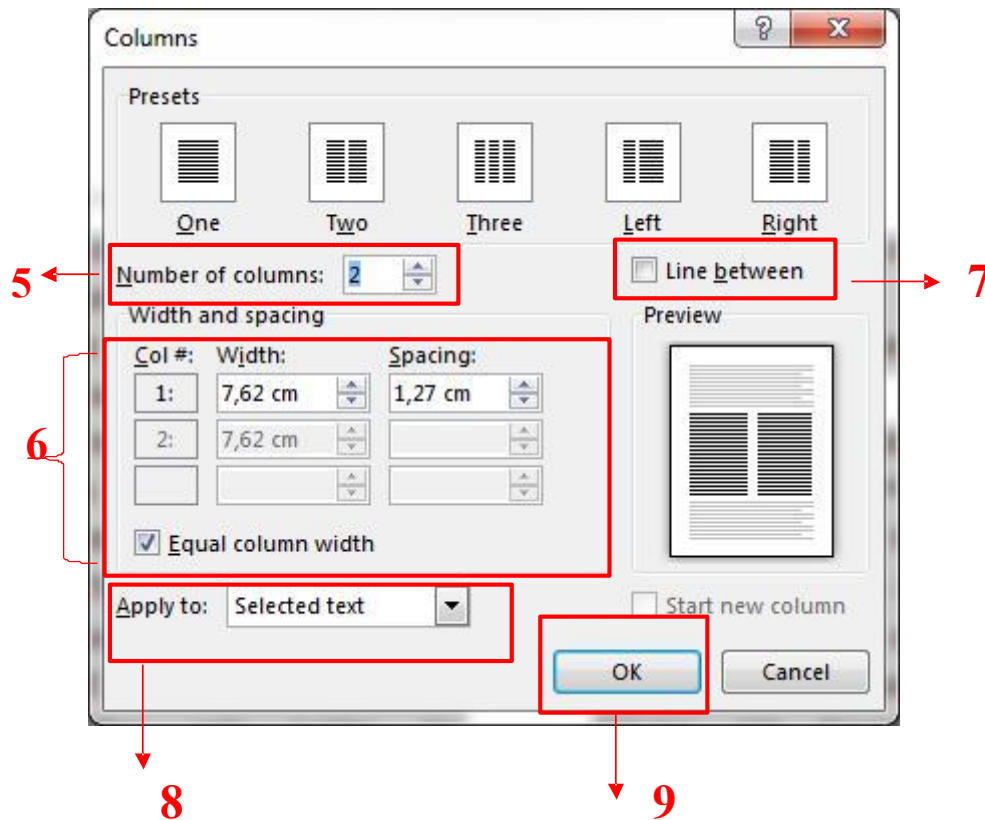 Columns
Presets
One Two Three Left Right
5 Number of columns: 2 Line between 7
Width and spacing Preview
Col #: Width: Spacing:
1: 7,62 cm 1,27 cm
6 2: 7,62 cm
Equal column width
Apply to: Selected text Start new column
OK Cancel
8 9